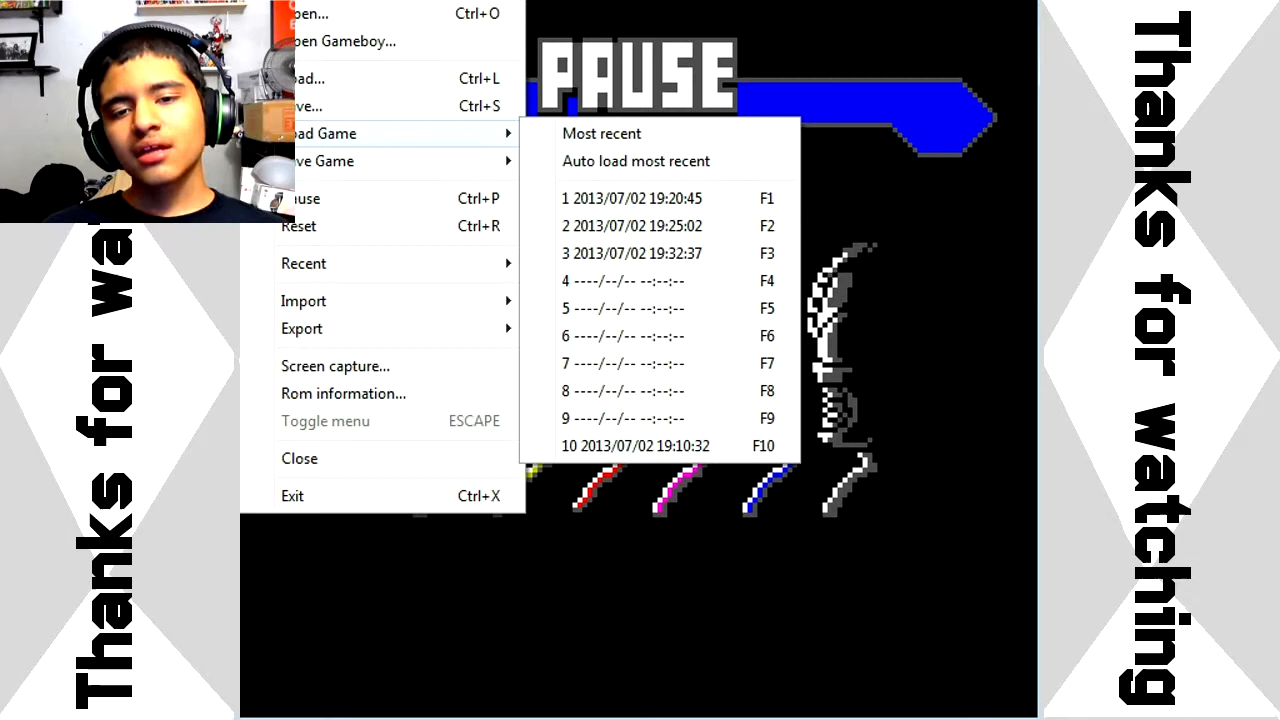 pen... Ctrl+O
pen Gameboy...
ad... Ctrl+L
ve... Ctrl+S
ad Game
ve Game
use Ctrl+P
Reset Ctrl+R
Recent
Import
Export
Screen capture...
Rom information...
Toggle menu ESCAPE
Close
Exit Ctrl+X
PAUSE
Most recent
Auto load most recent
1 2013/07/02 19:20:45 F1
2 2013/07/02 19:25:02 F2
3 2013/07/02 19:32:37 F3
4 ----/--/-- --:--:-- F4
5 ----/--/-- --:--:-- F5
6 ----/--/-- --:--:-- F6
7 ----/--/-- --:--:-- F7
8 ----/--/-- --:--:-- F8
9 ----/--/-- --:--:-- F9
10 2013/07/02 19:10:32 F10
Thanks for wa
Thanks for watching